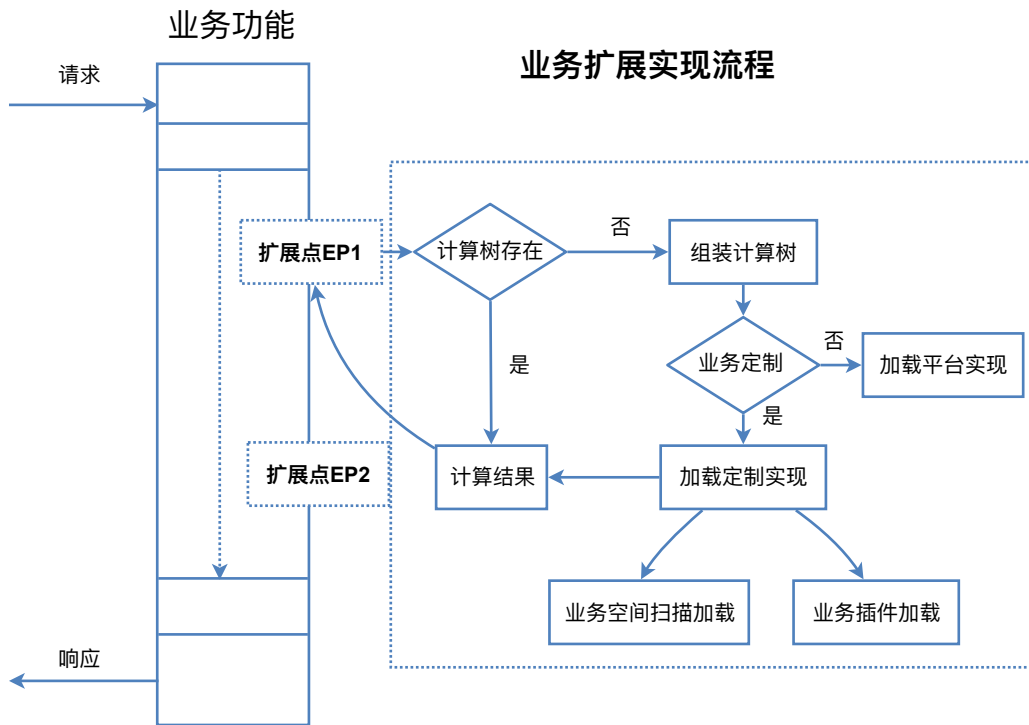 业务功能
业务扩展实现流程
请求
扩展点EP1
计算树存在
否
组装计算树
是
业务定制
否
加载平台实现
是
扩展点EP2
计算结果
加载定制实现
业务空间扫描加载
业务插件加载
响应